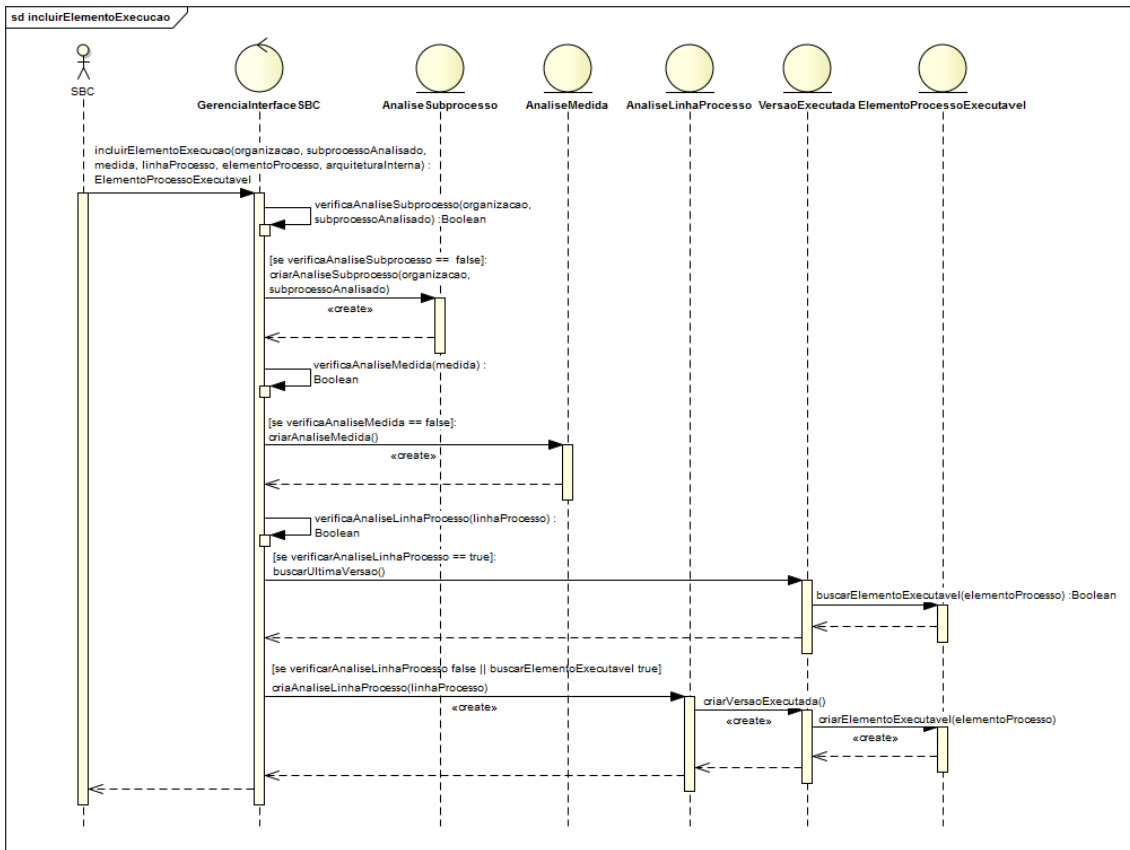 sd incluirElementoExecucao
SBC
GerenciaInterfaceSBC
AnaliseSubprocesso
AnaliseMedida
AnaliseLinhaProcesso
VersaoExecutada
ElementoProcessoExecutavel
incluirElementoExecucao(organizacao, subprocessoAnalisado,
medida, linhaProcesso, elementoProcesso, arquiteturaInterna) :
ElementoProcessoExecutavel
verificaAnaliseSubprocesso(organizacao,
subprocessoAnalisado) :Boolean
[se verificaAnaliseSubprocesso == false]:
criarAnaliseSubprocesso(organizacao,
subprocessoAnalisado)
«create»
verificaAnaliseMedida(medida) :
Boolean
[se verificaAnaliseMedida == false]:
criarAnaliseMedida()
«create»
verificaAnaliseLinhaProcesso(linhaProcesso) :
Boolean
[se verificarAnaliseLinhaProcesso == true]:
buscarUltimaVersao()
buscarElementoExecutavel(elementoProcesso) :Boolean
[se verificarAnaliseLinhaProcesso false || buscarElementoExecutavel true]
criaAnaliseLinhaProcesso(linhaProcesso)
«create»
criarVersaoExecutada()
«create»
criarElementoExecutavel(elementoProcesso)
«create»